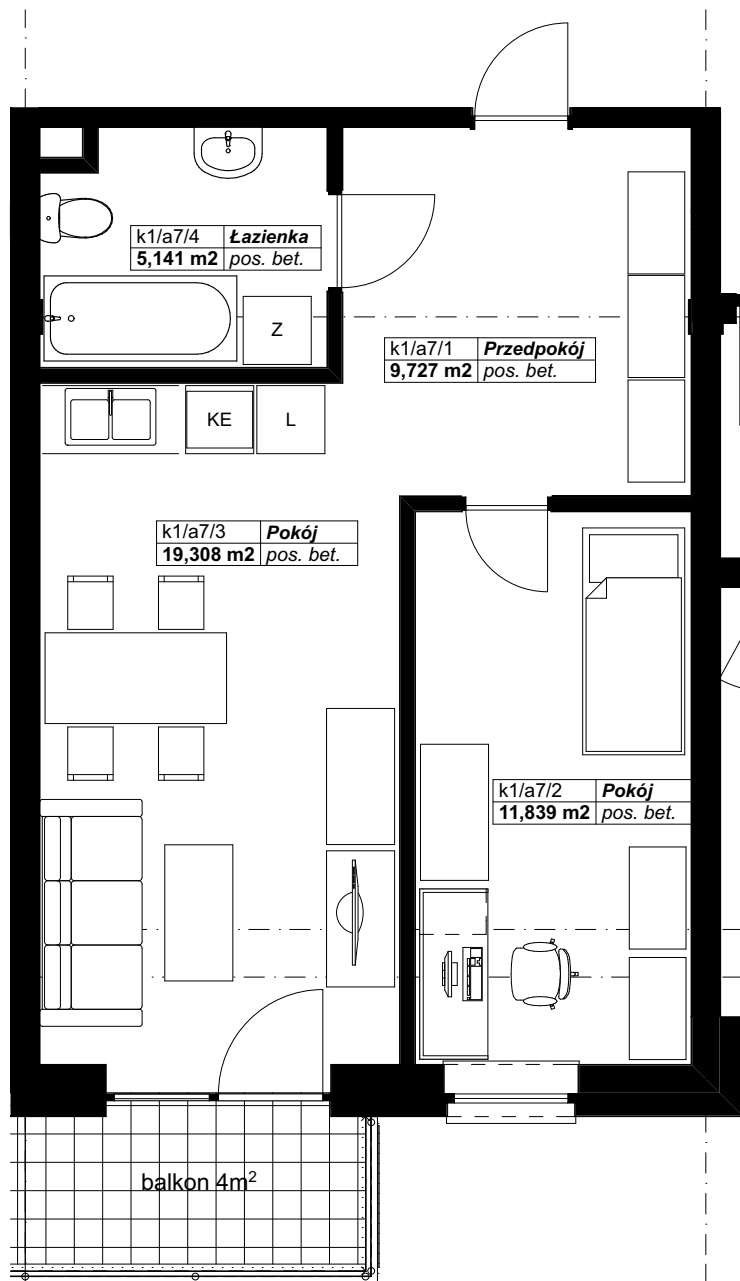 k1/a7/4 Łazienka
5,141 m2 pos. bet.
Z
k1/a7/1 Przedpokój
9,727 m2 pos. bet.
KE L
k1/a7/3 Pokój
19,308 m2 pos. bet.
k1/a7/2 Pokój
11,839 m2 pos. bet.
balkon 4m²